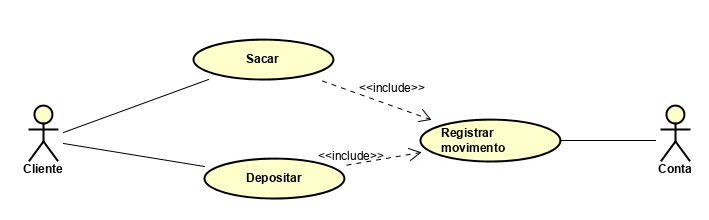 Sacar
<<include>>
Registrar
movimento
<<include>>
Cliente
Depositar
Conta